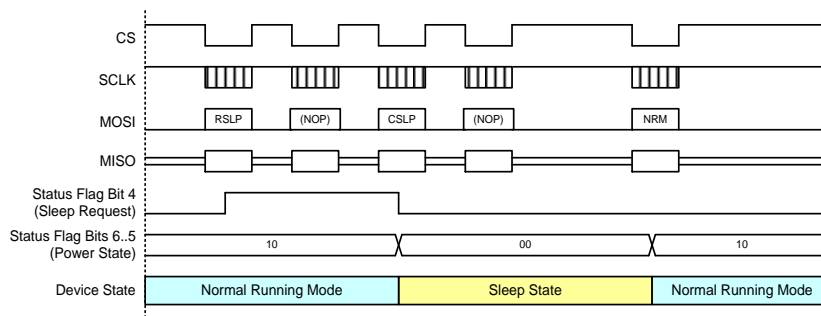 CS
SCLK
MOSI
RSLP
(NOP)
CSLP
(NOP)
NRM
MISO
Status Flag Bit 4
(Sleep Request)
Status Flag Bits 6..5
(Power State)
10
00
10
Device State
Normal Running Mode
Sleep State
Normal Running Mode